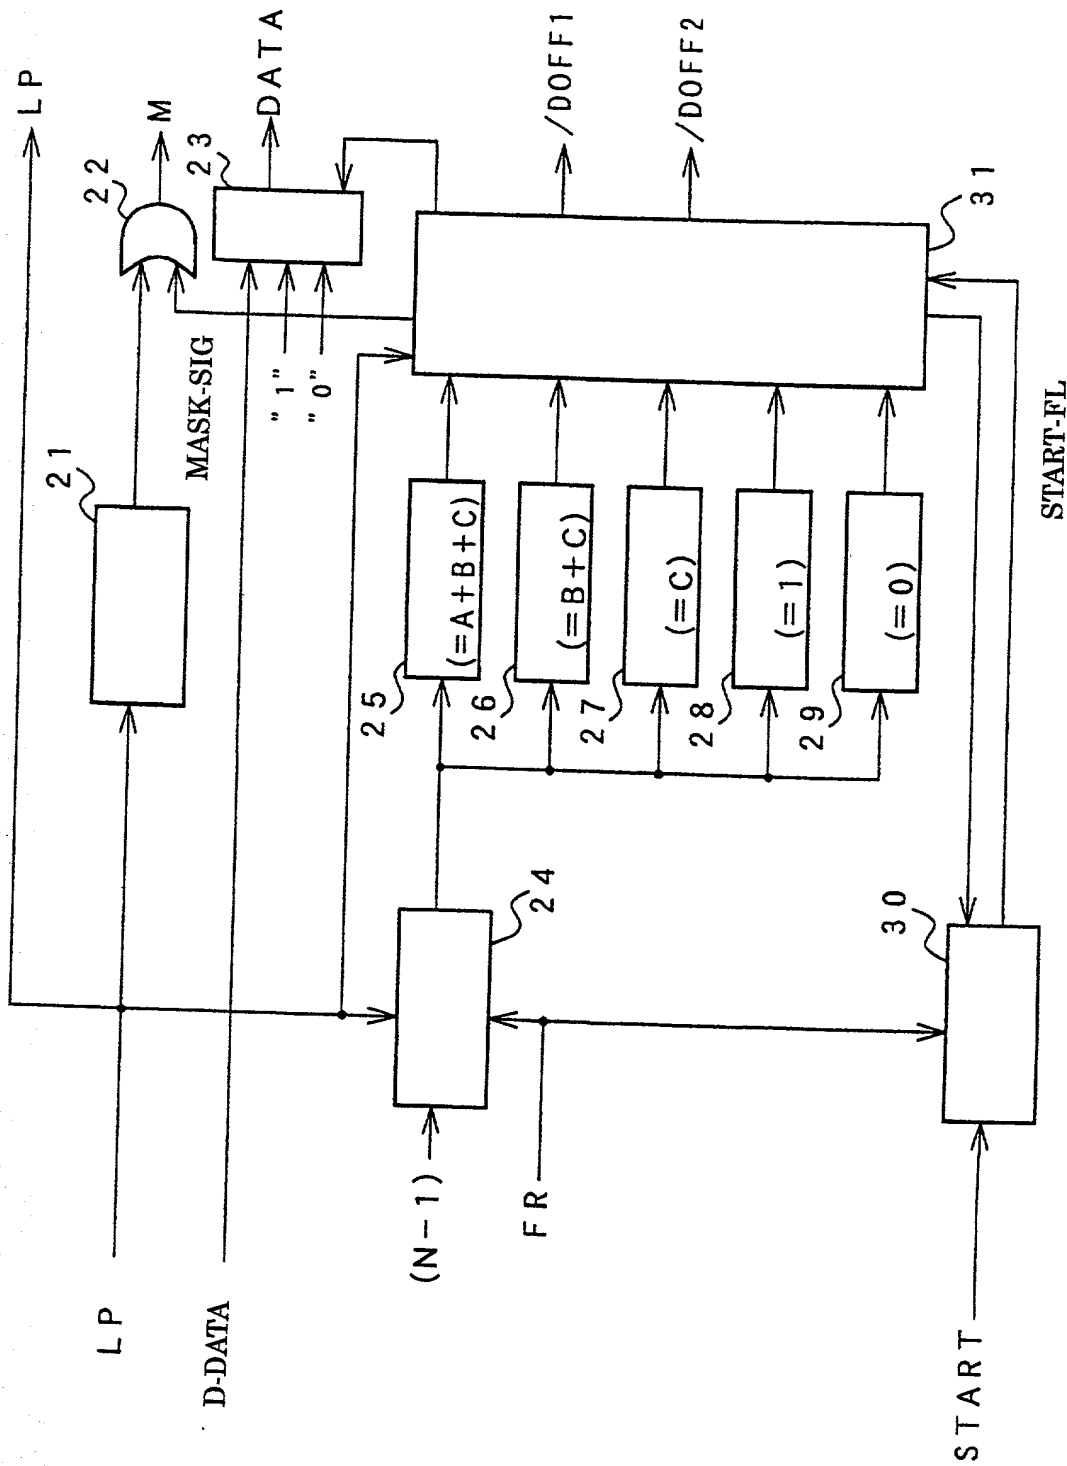 LP
M
DATA
/DOFF1
/DOFF2
22
23
31
21
MASK-SIG
"1"
"0"
START-FL
25
(=A+B+C)
26
(=B+C)
27
(=C)
28
(=1)
29
(=0)
24
30
LP
D-DATA
(N-1)
FR
START